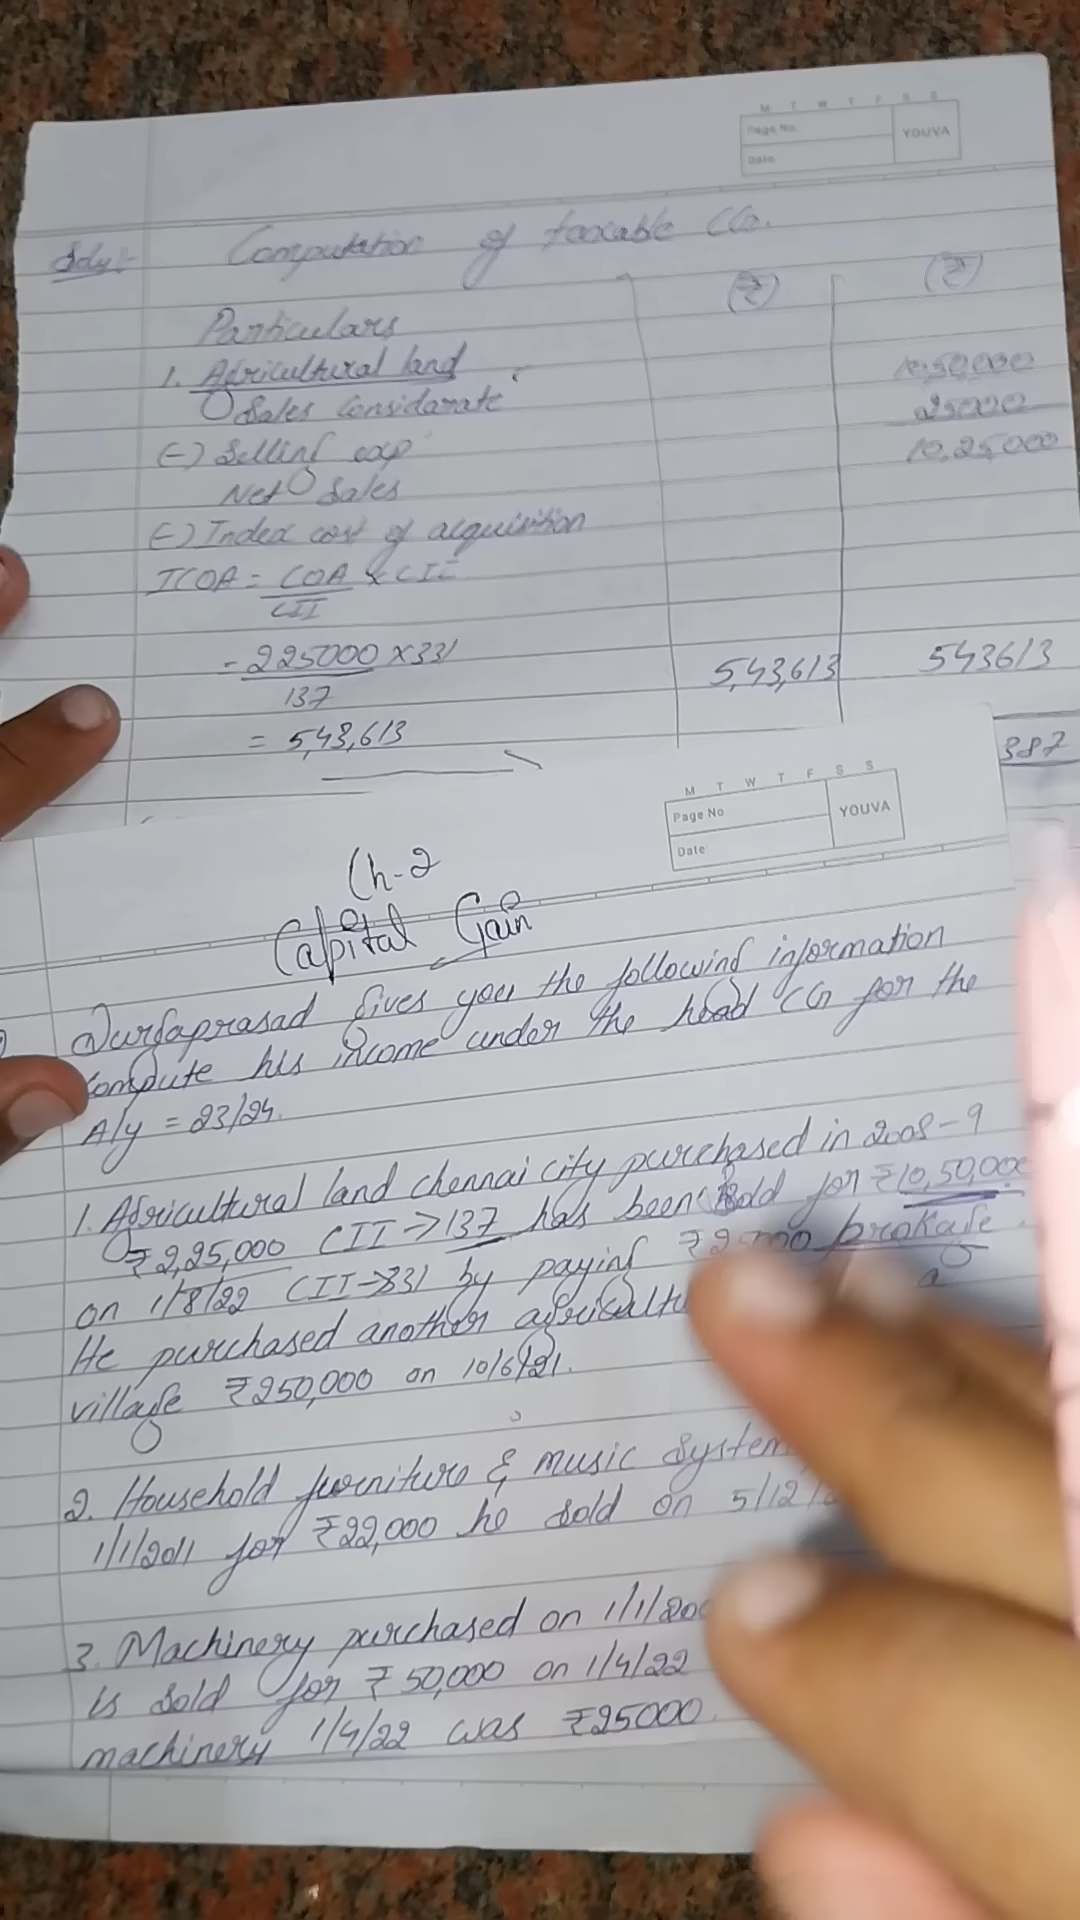 M T W T F S S
Page No.
YOUVA
Date
Soly:-
Computation of taxable CG.
Particulars
(₹)
(₹)
1. Agricultural land
Sales Considarate
10,50,000
(-) Selling exp
25000
Net Sales
10,25,000
(-) Index cost of acquisition
ICOA = COA x CII
CII
- 225000 x 331
137
5,43,613
543613
= 5,43,613
387
M T W T F S S
Page No
YOUVA
Date
Ch-2
Capital Gain
Durgaprasad gives you the following information
Compute his income under the head CG for the
A/y = 23/24.
1. Agricultural land chennai city purchased in 2008-9
₹2,25,000 CII → 137 has been sold for ₹10,50,000
on 1/8/22 CII → 331 by paying brokage.
He purchased another
village ₹250,000 on 10/6/21.
2. Household furniture & music system
1/1/2011 for ₹22,000 he sold on 5/12/
3. Machinery purchased on 1/1/200
is sold for ₹50,000 on 1/4/22
machinery 1/4/22 was ₹25000.